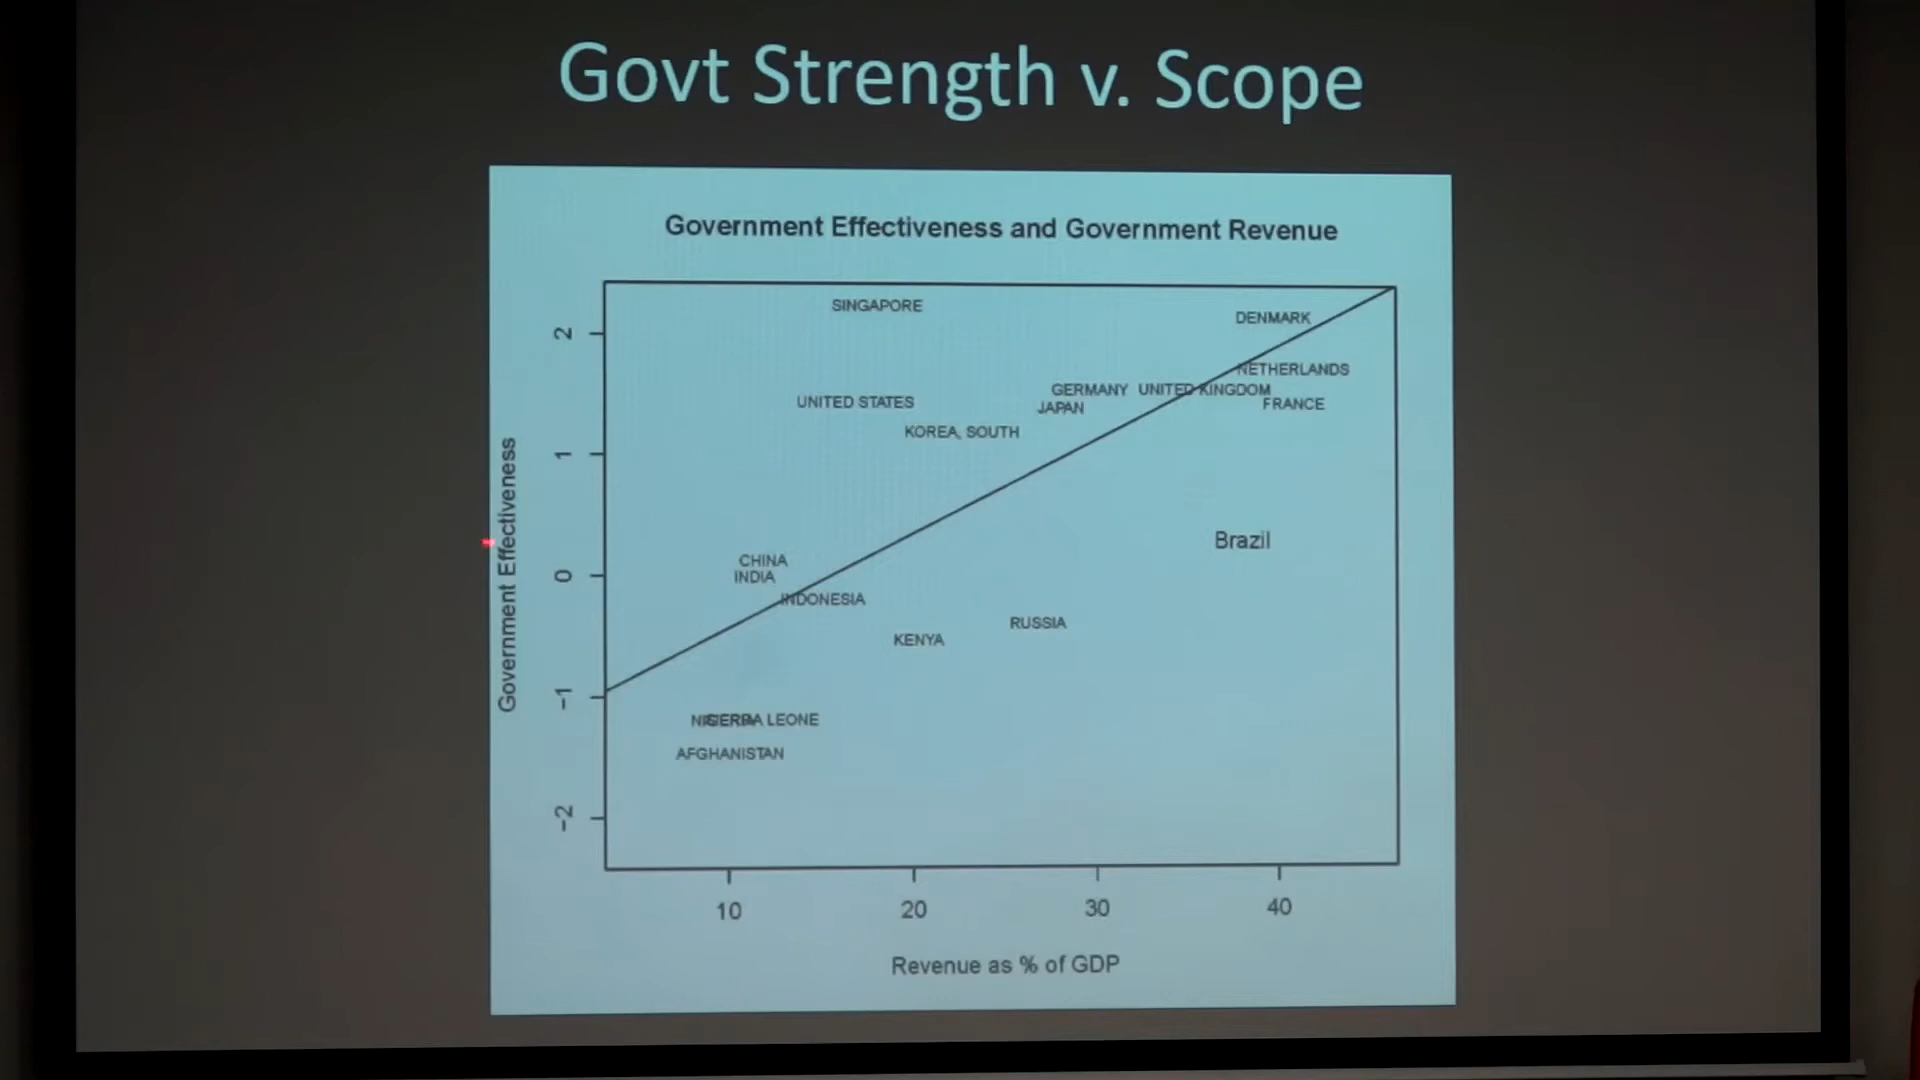 Govt Strength v. Scope
Government Effectiveness and Government Revenue
Government Effectiveness
2
1
0
-1
-2
SINGAPORE
DENMARK
NETHERLANDS
GERMANY UNITED KINGDOM
UNITED STATES
JAPAN
FRANCE
KOREA, SOUTH
Brazil
CHINA
INDIA
INDONESIA
RUSSIA
KENYA
SIERRA LEONE
AFGHANISTAN
10 20 30 40
Revenue as % of GDP